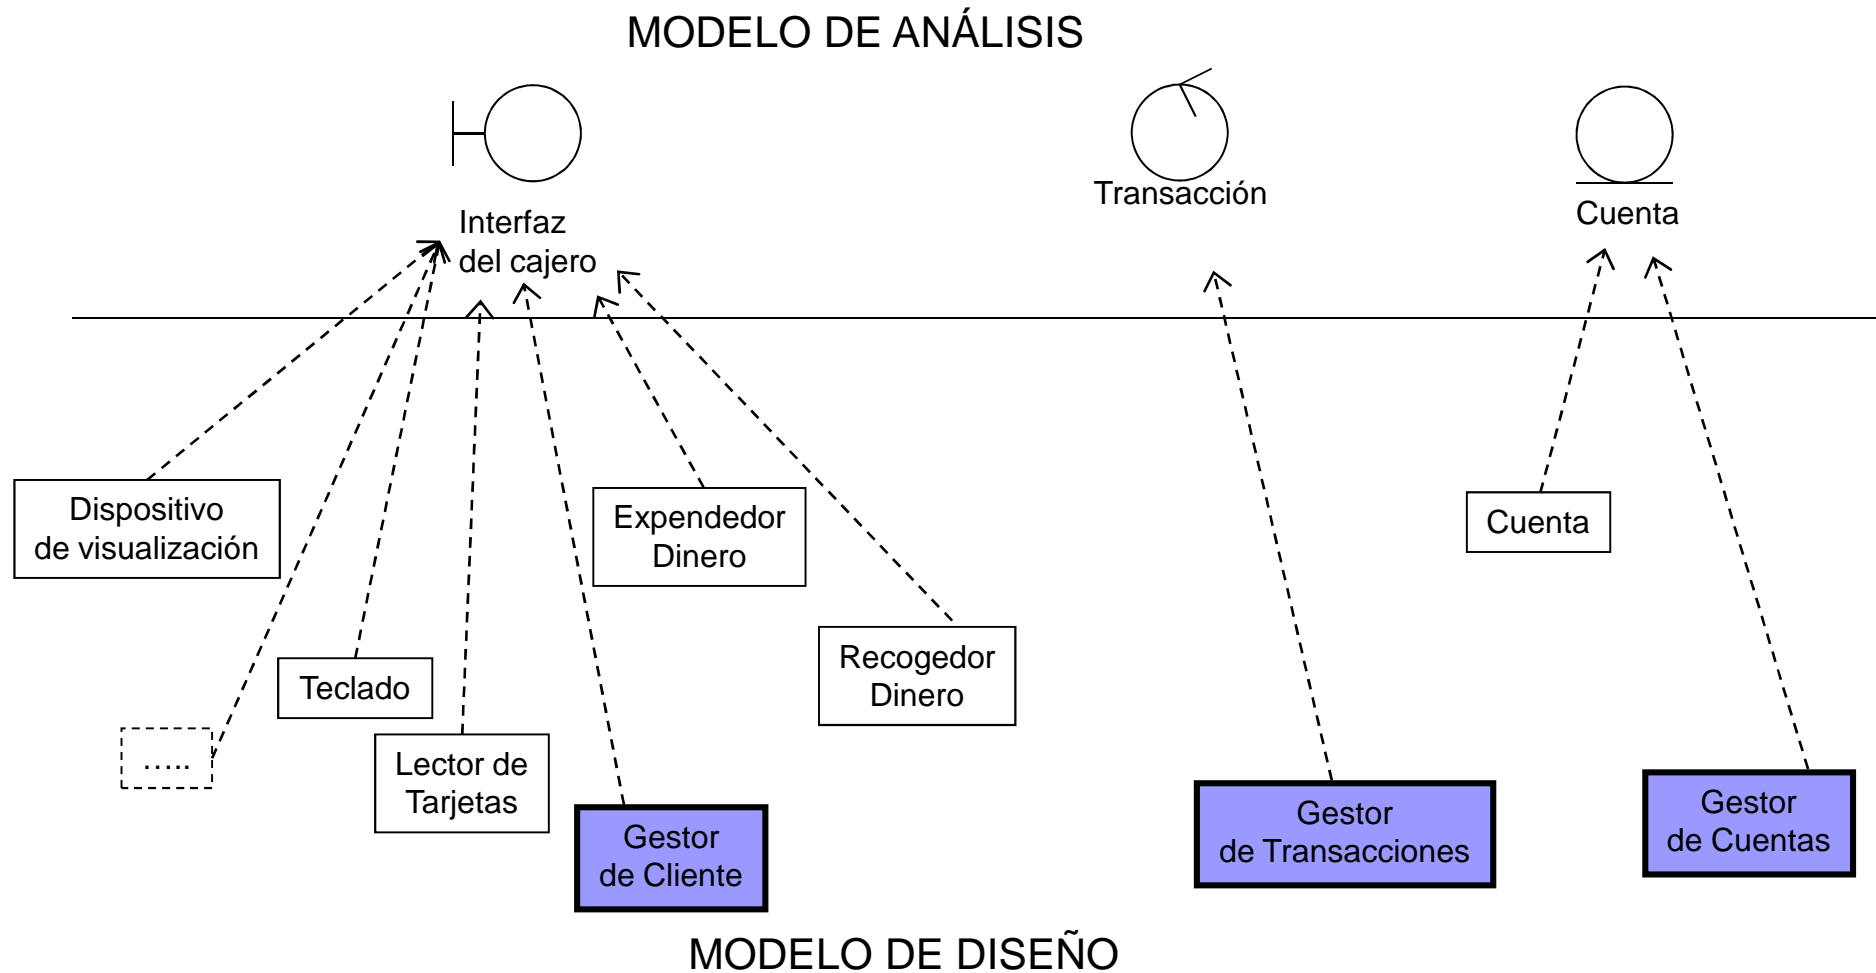 MODELO DE ANÁLISIS
Transacción
Interfaz
del cajero
Cuenta
Dispositivo
de visualización
Expendedor
Dinero
Cuenta
Teclado
Recogedor
Dinero
…..
Lector de
Tarjetas
Gestor
de Cliente
Gestor
de Transacciones
Gestor
de Cuentas
MODELO DE DISEÑO